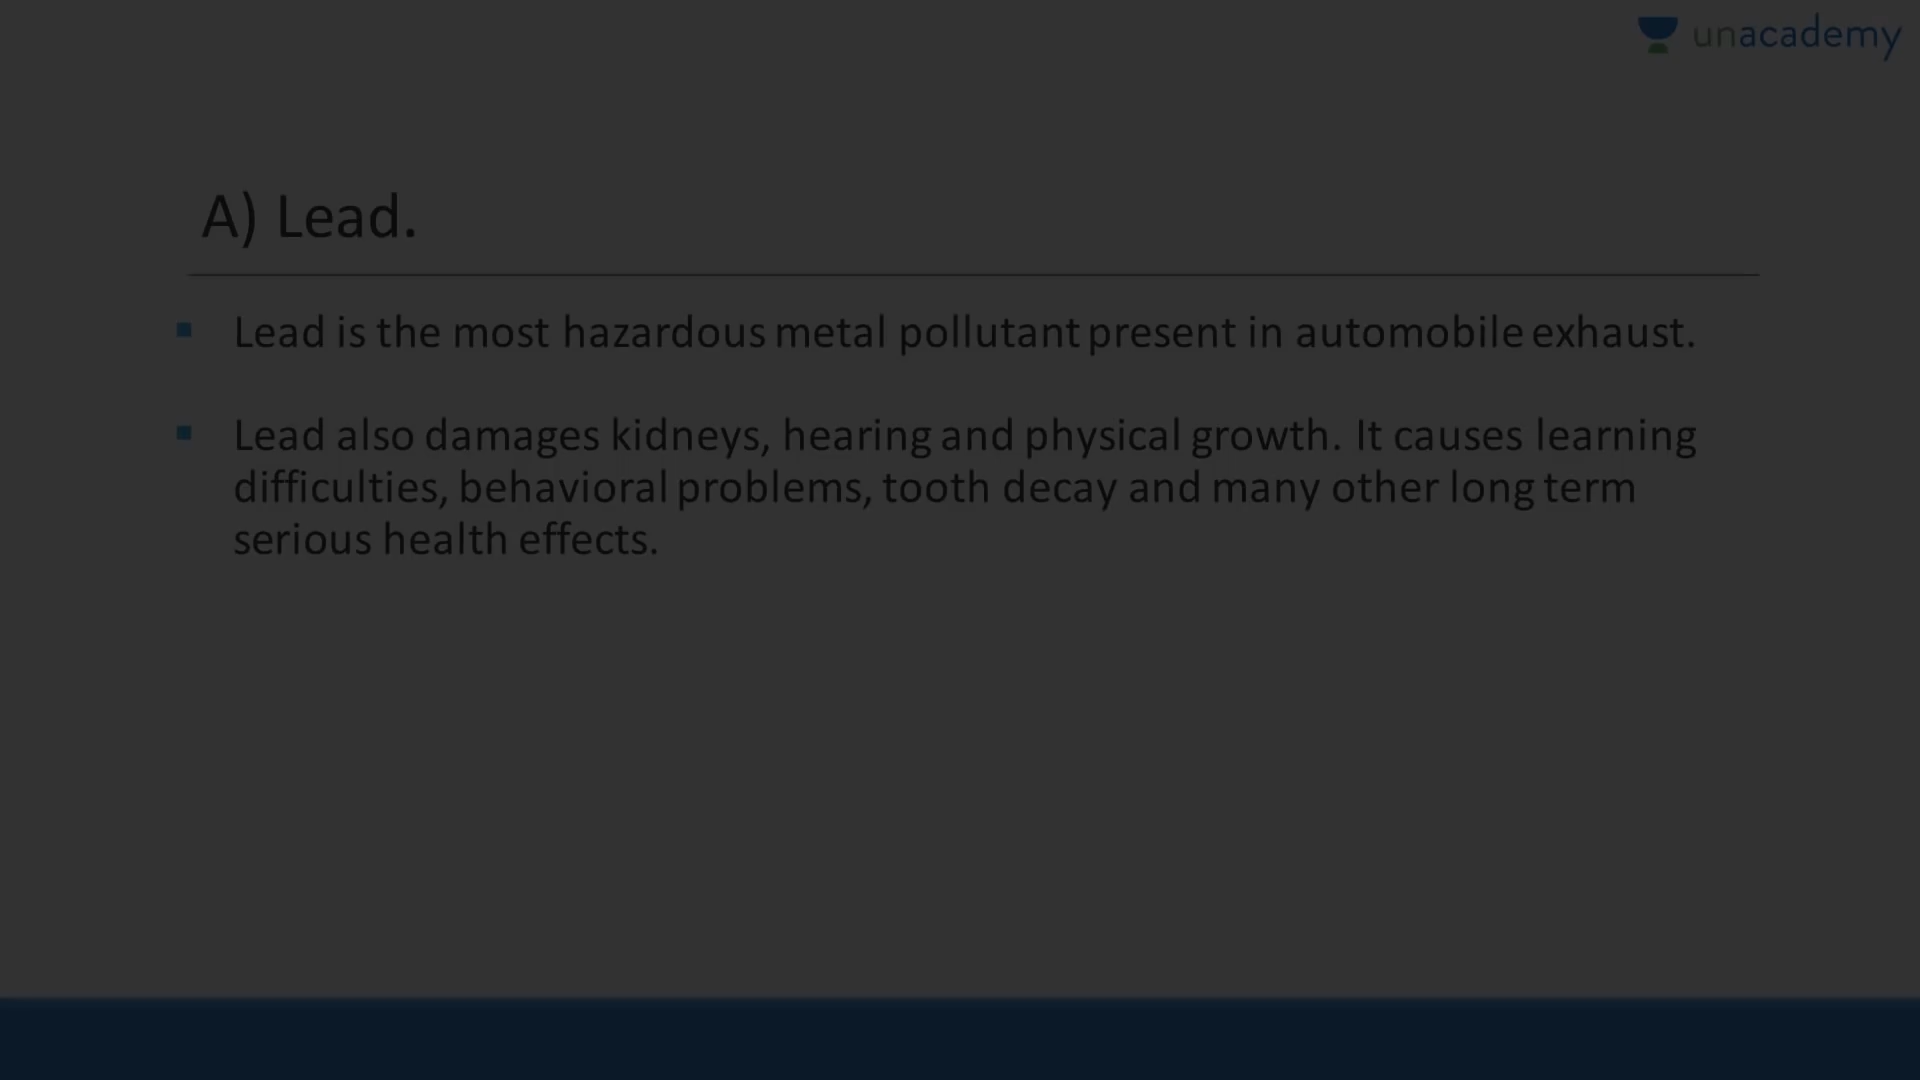 unacademy
A) Lead.
Lead is the most hazardous metal pollutant present in automobile exhaust.
Lead also damages kidneys, hearing and physical growth. It causes learning
difficulties, behavioral problems, tooth decay and many other long term
serious health effects.